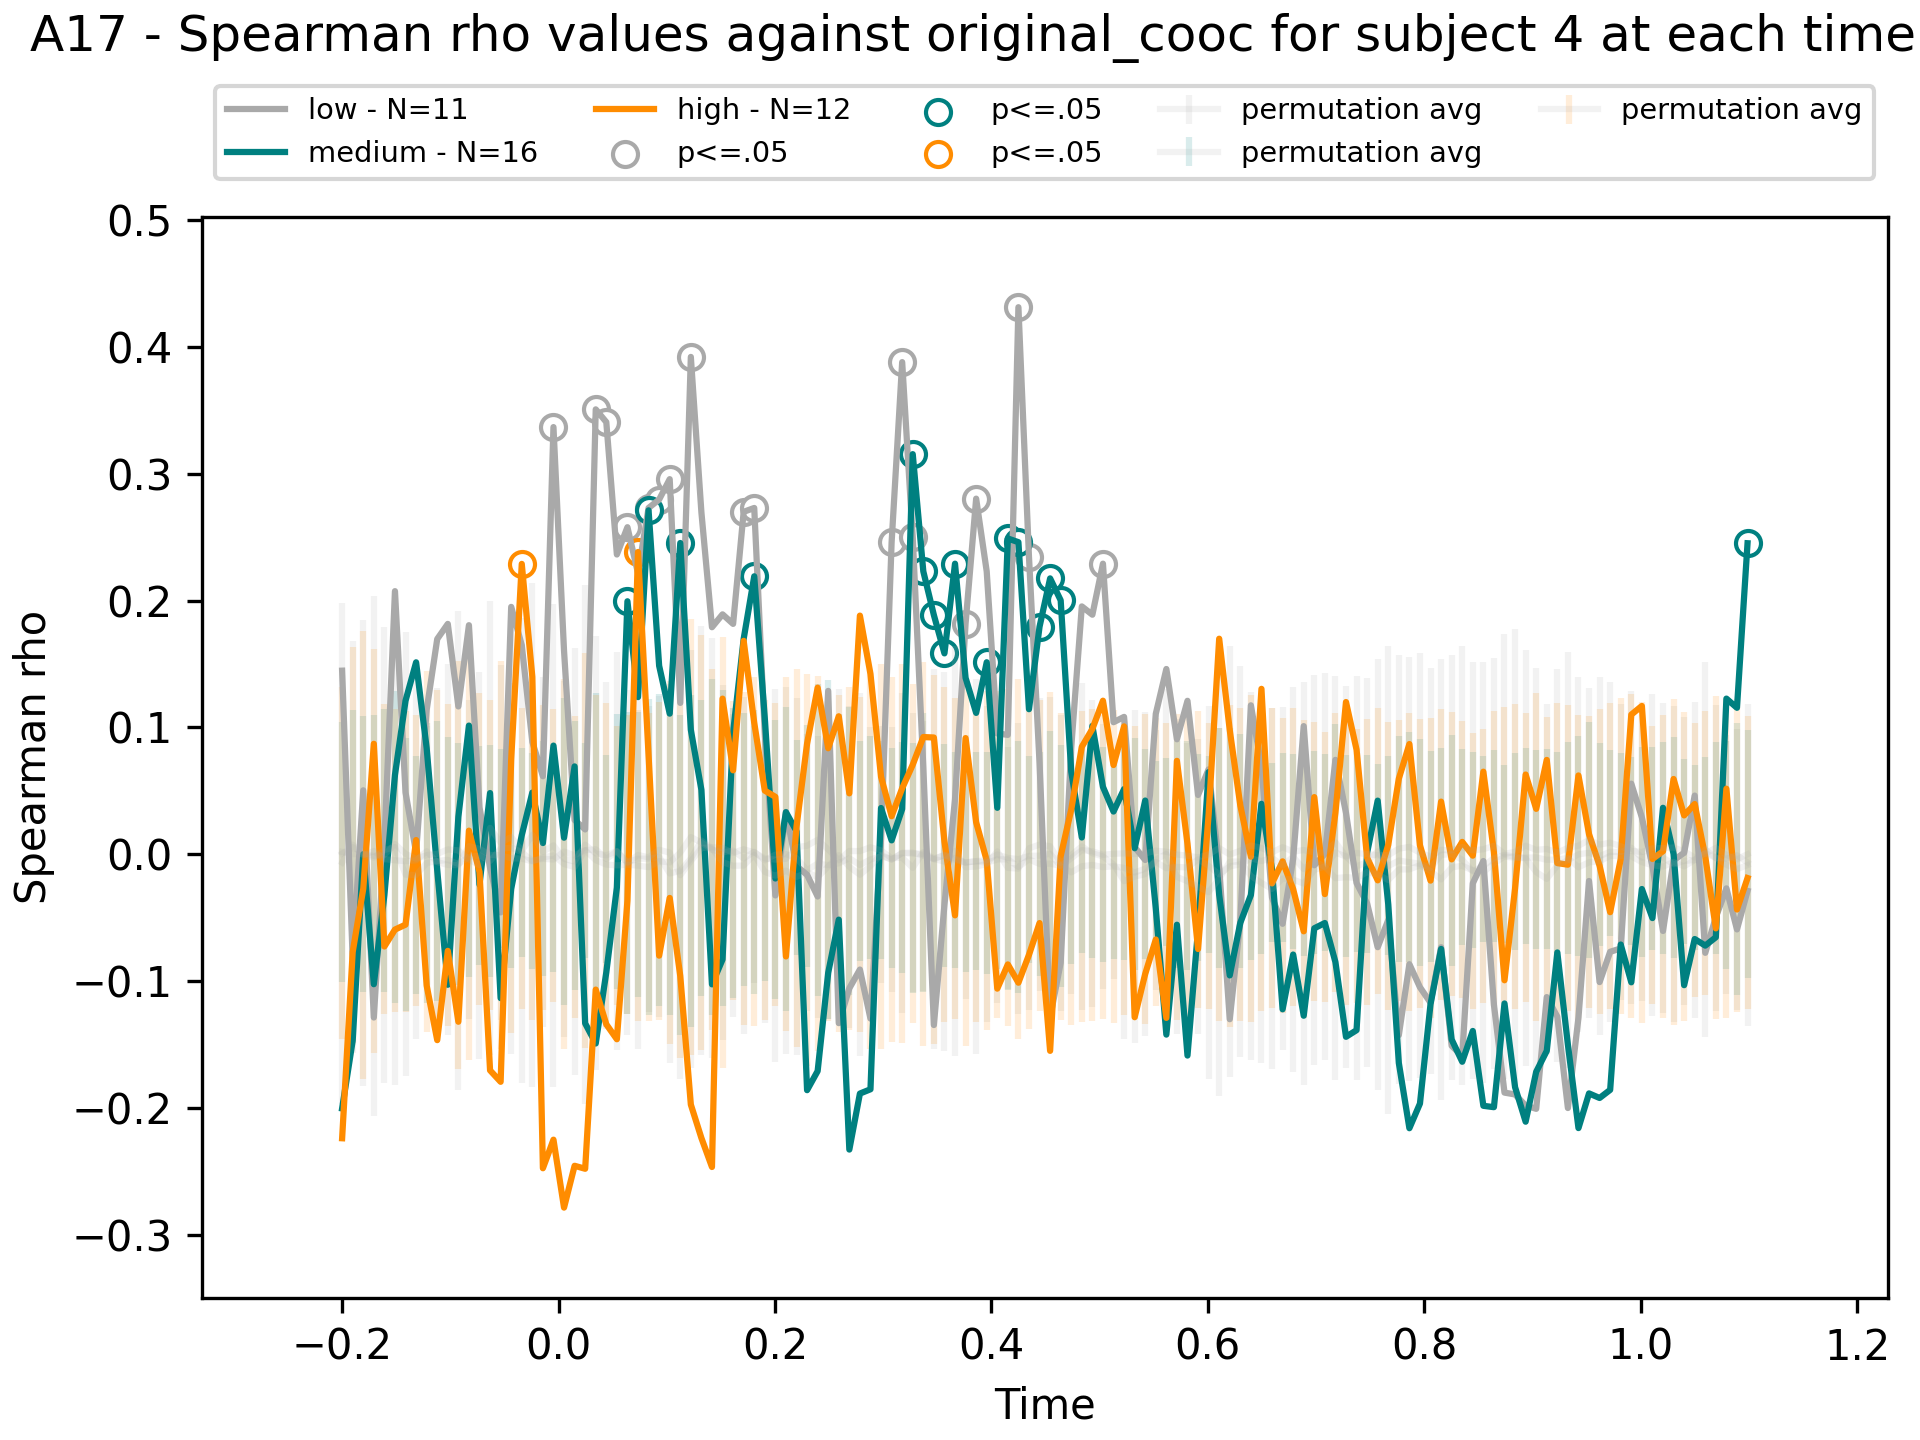 A17 - Spearman rho values against original_cooc for subject 4 at each time
low - N=11
medium - N=16
high - N=12
p<=.05
p<=.05
p<=.05
permutation avg
permutation avg
permutation avg
Spearman rho
0.5
0.4
0.3
0.2
0.1
0.0
−0.1
−0.2
−0.3
−0.2 0.0 0.2 0.4 0.6 0.8 1.0 1.2
Time